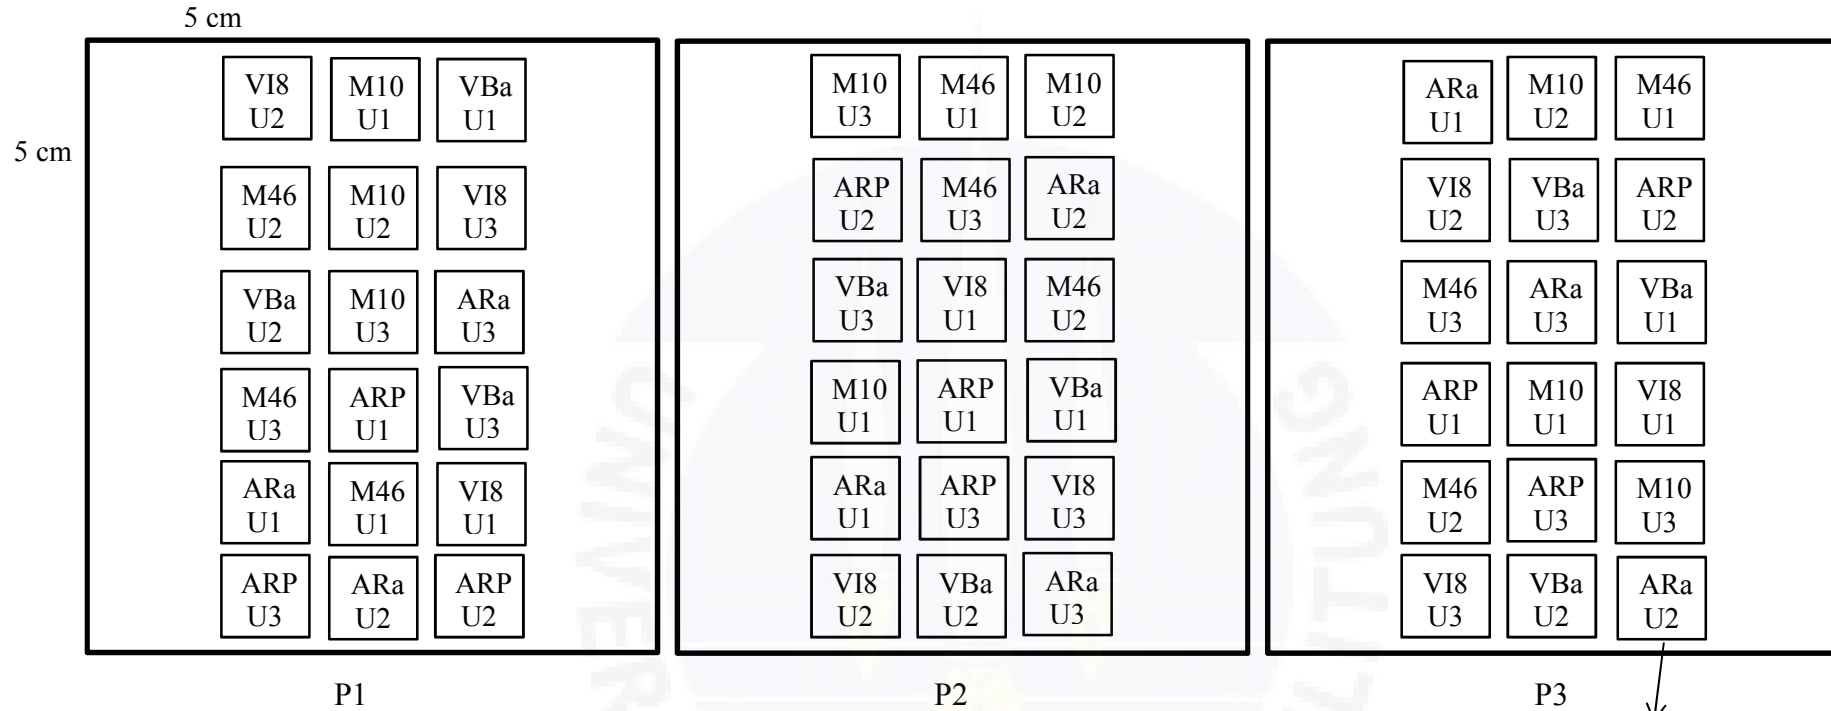 5 cm
5 cm
VI8 M10 VBa
U2 U1 U1
M46 M10 VI8
U2 U2 U3
VBa M10 ARa
U2 U3 U3
M46 ARP VBa
U3 U1 U3
ARa M46 VI8
U1 U1 U1
ARP ARa ARP
U3 U2 U2
P1
M10 M46 M10
U3 U1 U2
ARP M46 ARa
U2 U3 U2
VBa VI8 M46
U3 U1 U2
M10 ARP VBa
U1 U1 U1
ARa ARP VI8
U1 U3 U3
VI8 VBa ARa
U2 U2 U3
P2
ARa M10 M46
U1 U2 U1
VI8 VBa ARP
U2 U3 U2
M46 ARa VBa
U3 U3 U1
ARP M10 VI8
U1 U1 U1
M46 ARP M10
U2 U3 U3
VI8 VBa ARa
U3 U2 U2
P3